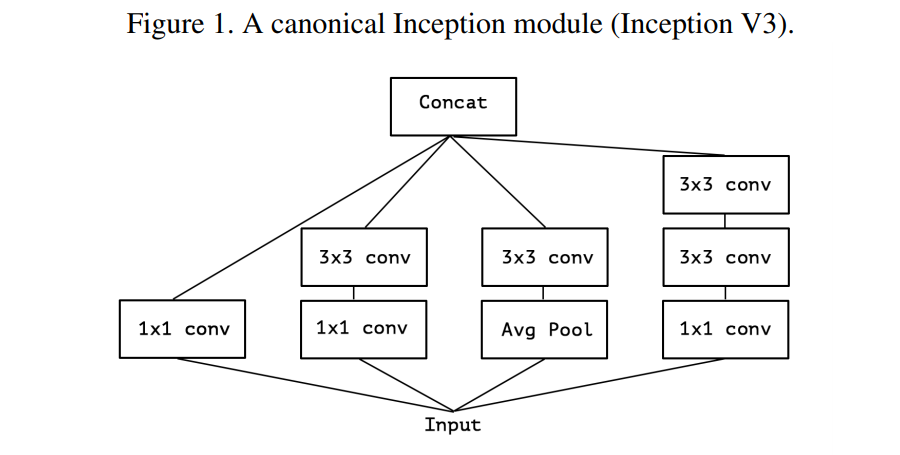 Figure 1. A canonical Inception module (Inception V3).
Concat
3x3 conv
3x3 conv
3x3 conv
3x3 conv
1x1 conv
1x1 conv
Avg Pool
1x1 conv
Input